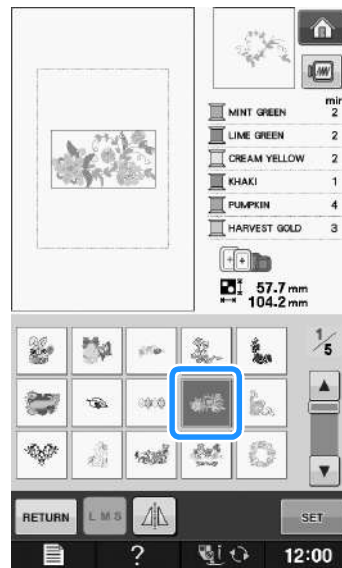 min
MINT GREEN 2
LIME GREEN 2
CREAM YELLOW 2
KHAKI 1
PUMPKIN 4
HARVEST GOLD 3
57.7 mm
104.2 mm
1/5
RETURN
L M S
SET
?
12:00